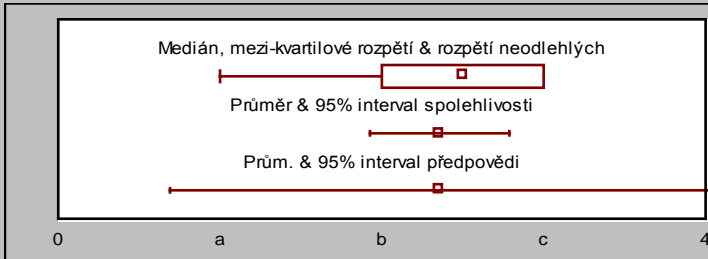 Medián, mezi-kvartilové rozpětí & rozpětí neodlehlých
Průměr & 95% interval spolehlivosti
Prům. & 95% interval předpovědi
0 a b c 4